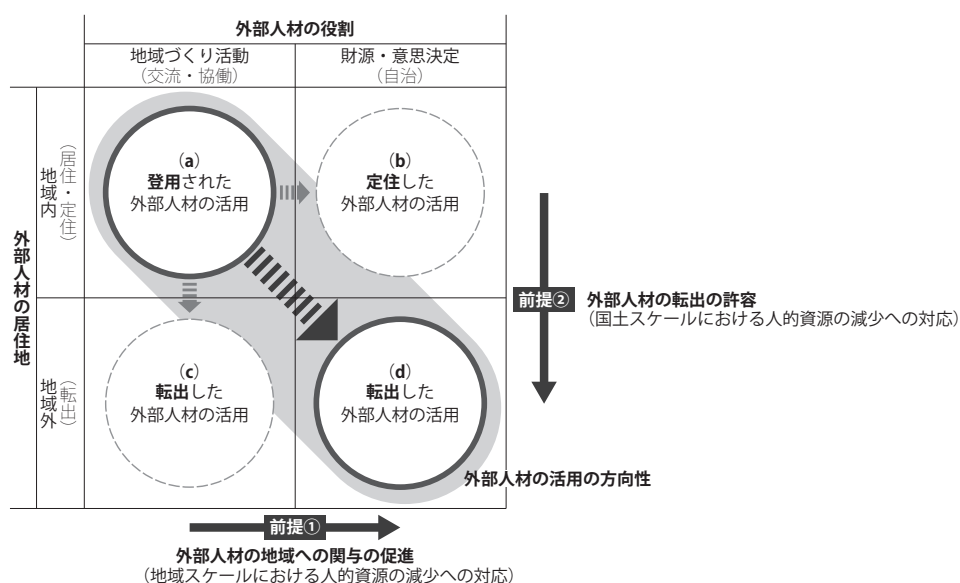 外部人材の役割
地域づくり活動
（交流・協働）
財源・意思決定
（自治）
外部人材の居住地
地域内
（居住・定住）
（a）
登用された
外部人材の活用
（b）
定住した
外部人材の活用
地域外
（転出）
（c）
転出した
外部人材の活用
（d）
転出した
外部人材の活用
前提②
外部人材の転出の許容
（国土スケールにおける人的資源の減少への対応）
外部人材の活用の方向性
前提①
外部人材の地域への関与の促進
（地域スケールにおける人的資源の減少への対応）